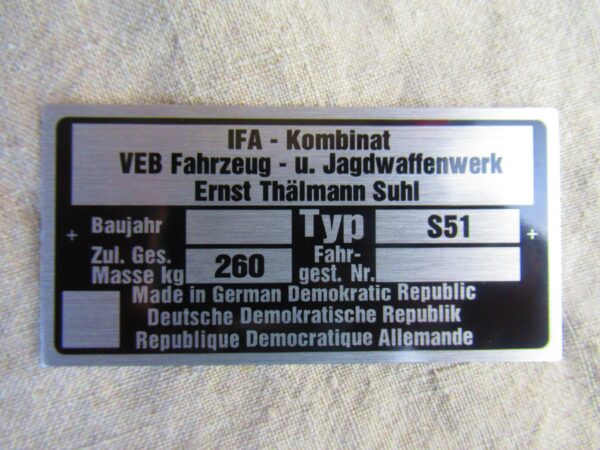 IFA - Kombinat
VEB Fahrzeug - u. Jagdwaffenwerk
Ernst Thälmann Suhl
Baujahr Typ S51
Zul. Ges. Masse kg 260 Fahr- gest. Nr.
Made in German Demokratic Republic
Deutsche Demokratische Republik
Republique Democratique Allemande